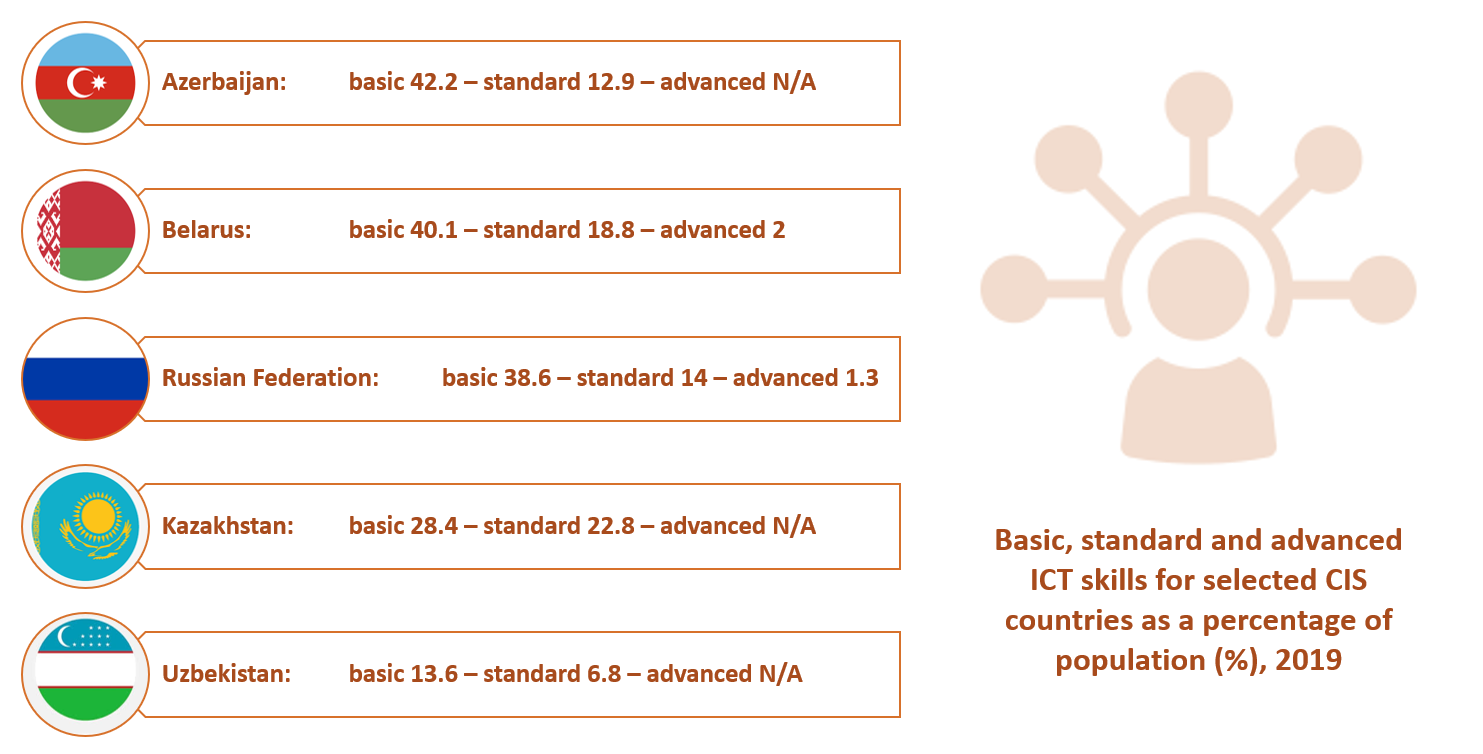 Azerbaijan: basic 42.2 – standard 12.9 – advanced N/A
Belarus: basic 40.1 – standard 18.8 – advanced 2
Russian Federation: basic 38.6 – standard 14 – advanced 1.3
Kazakhstan: basic 28.4 – standard 22.8 – advanced N/A
Uzbekistan: basic 13.6 – standard 6.8 – advanced N/A
Basic, standard and advanced
ICT skills for selected CIS
countries as a percentage of
population (%), 2019